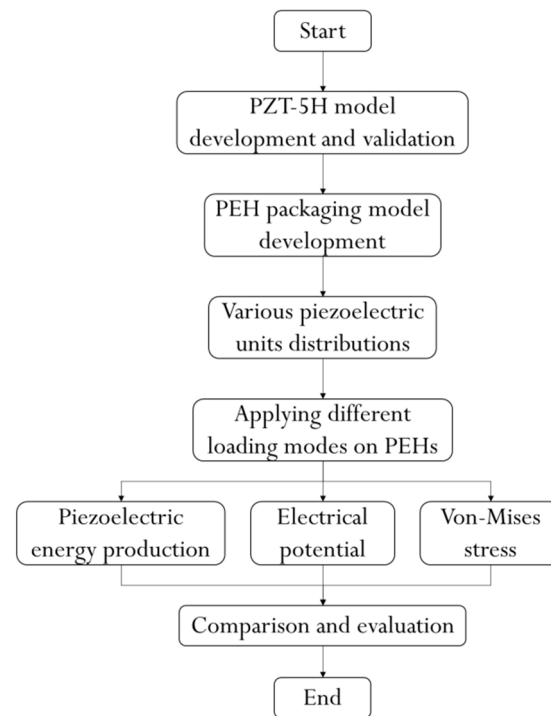 Start
PZT-5H model
development and validation
PEH packaging model
development
Various piezoelectric
units distributions
Applying different
loading modes on PEHs
Piezoelectric
energy production
Electrical
potential
Von-Mises
stress
Comparison and evaluation
End